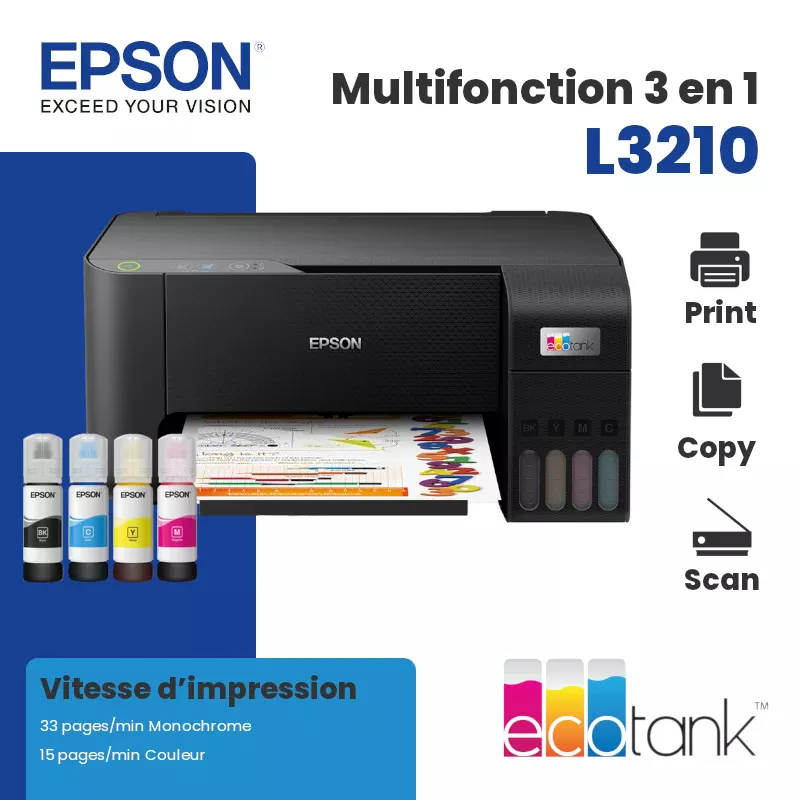 EPSON®
EXCEED YOUR VISION
Multifonction 3 en 1
L3210
Print
Copy
Scan
EPSON
ecotank
BK Y M C
EPSON EPSON EPSON EPSON
BK C Y M
Vitesse d’impression
33 pages/min Monochrome
15 pages/min Couleur
ecotank™